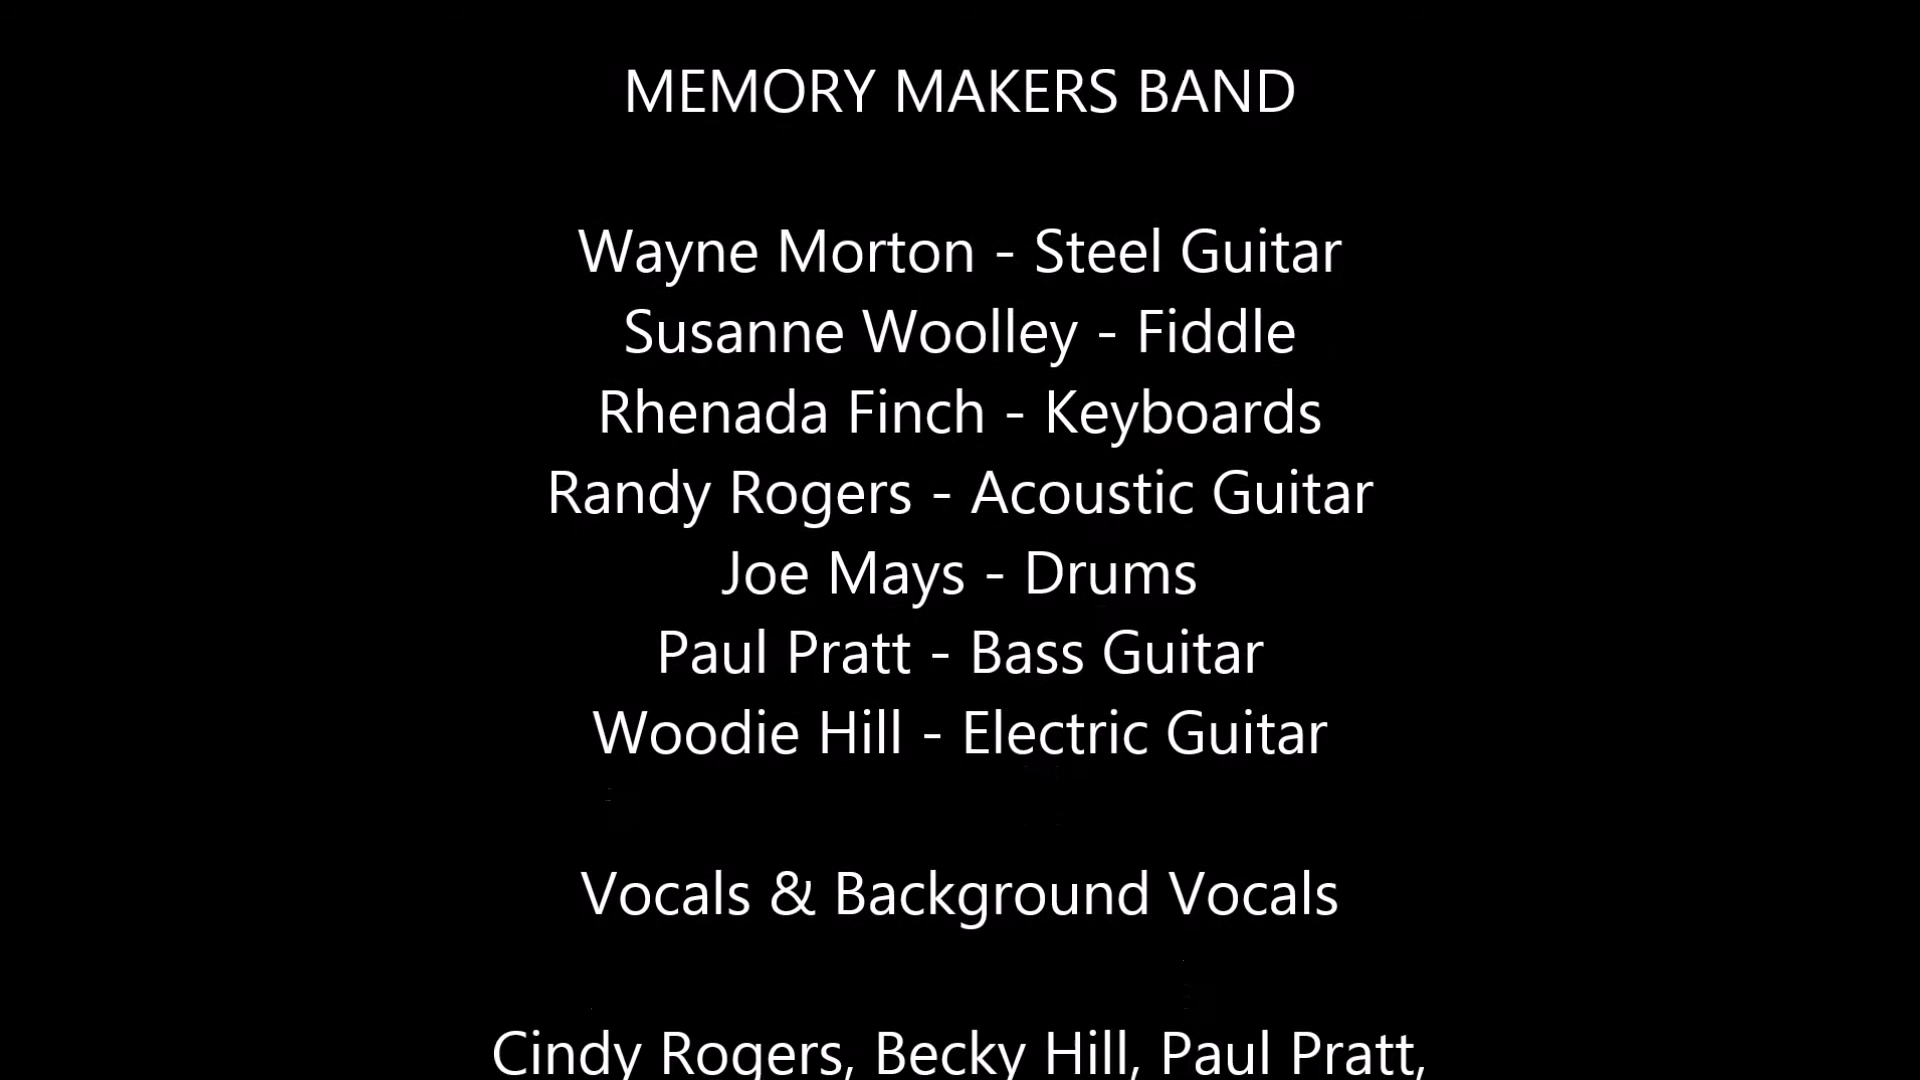 MEMORY MAKERS BAND
Wayne Morton - Steel Guitar
Susanne Woolley - Fiddle
Rhenada Finch - Keyboards
Randy Rogers - Acoustic Guitar
Joe Mays - Drums
Paul Pratt - Bass Guitar
Woodie Hill - Electric Guitar
Vocals & Background Vocals
Cindy Rogers, Becky Hill, Paul Pratt,